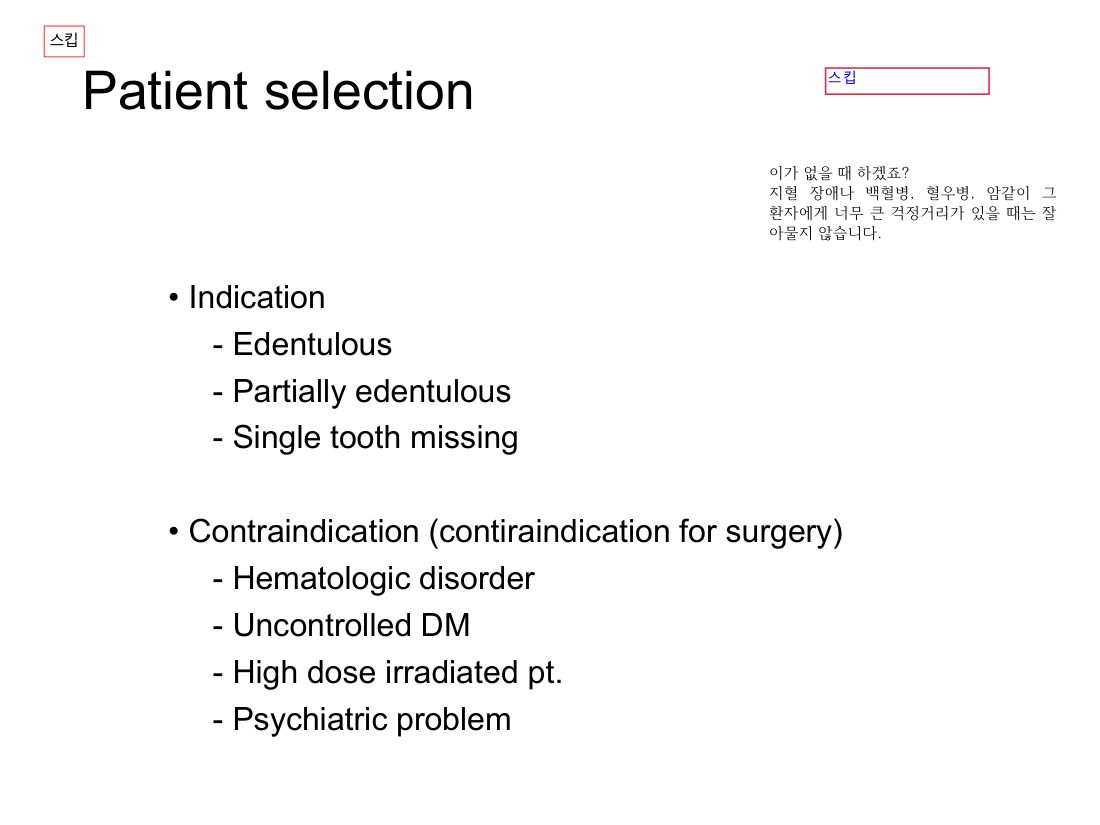 스킵
Patient selection
스킵
이가 없을 때 하겠죠?
지혈 장애나 백혈병, 혈우병, 암같이 그
환자에게 너무 큰 걱정거리가 있을 때는 잘
아물지 않습니다.
• Indication
- Edentulous
- Partially edentulous
- Single tooth missing
• Contraindication (contiraindication for surgery)
- Hematologic disorder
- Uncontrolled DM
- High dose irradiated pt.
- Psychiatric problem